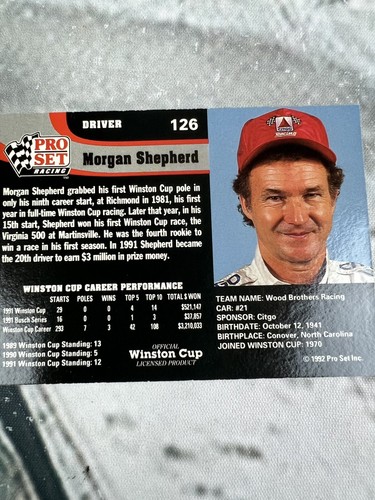 DRIVER 126
PRO
SET
RACING
Morgan Shepherd
CITGO
RACING
Morgan Shepherd grabbed his first Winston Cup pole in
only his ninth career start, at Richmond in 1981, his first
year in full-time Winston Cup racing. Later that year, in his
15th start, Shepherd won his first Winston Cup race, the
Virginia 500 at Martinsville. He was the fourth rookie to
win a race in his first season. In 1991 Shepherd became
the 20th driver to earn $3 million in prize money.
WINSTON CUP CAREER PERFORMANCE
STARTS POLES WINS TOP 5 TOP 10 TOTAL $ WON
1991 Winston Cup 29 0 0 4 14 $521,147
1991 Busch Series 16 0 0 3 4 $37,857
Winston Cup Career 293 7 3 42 108 $3,210,033
1989 Winston Cup Standing: 13
1990 Winston Cup Standing: 5
1991 Winston Cup Standing: 12
OFFICIAL
Winston Cup
LICENSED PRODUCT
TEAM NAME: Wood Brothers Racing
CAR: #21
SPONSOR: Citgo
BIRTHDATE: October 12, 1941
BIRTHPLACE: Conover, North Carolina
JOINED WINSTON CUP: 1970
© 1992 Pro Set Inc.